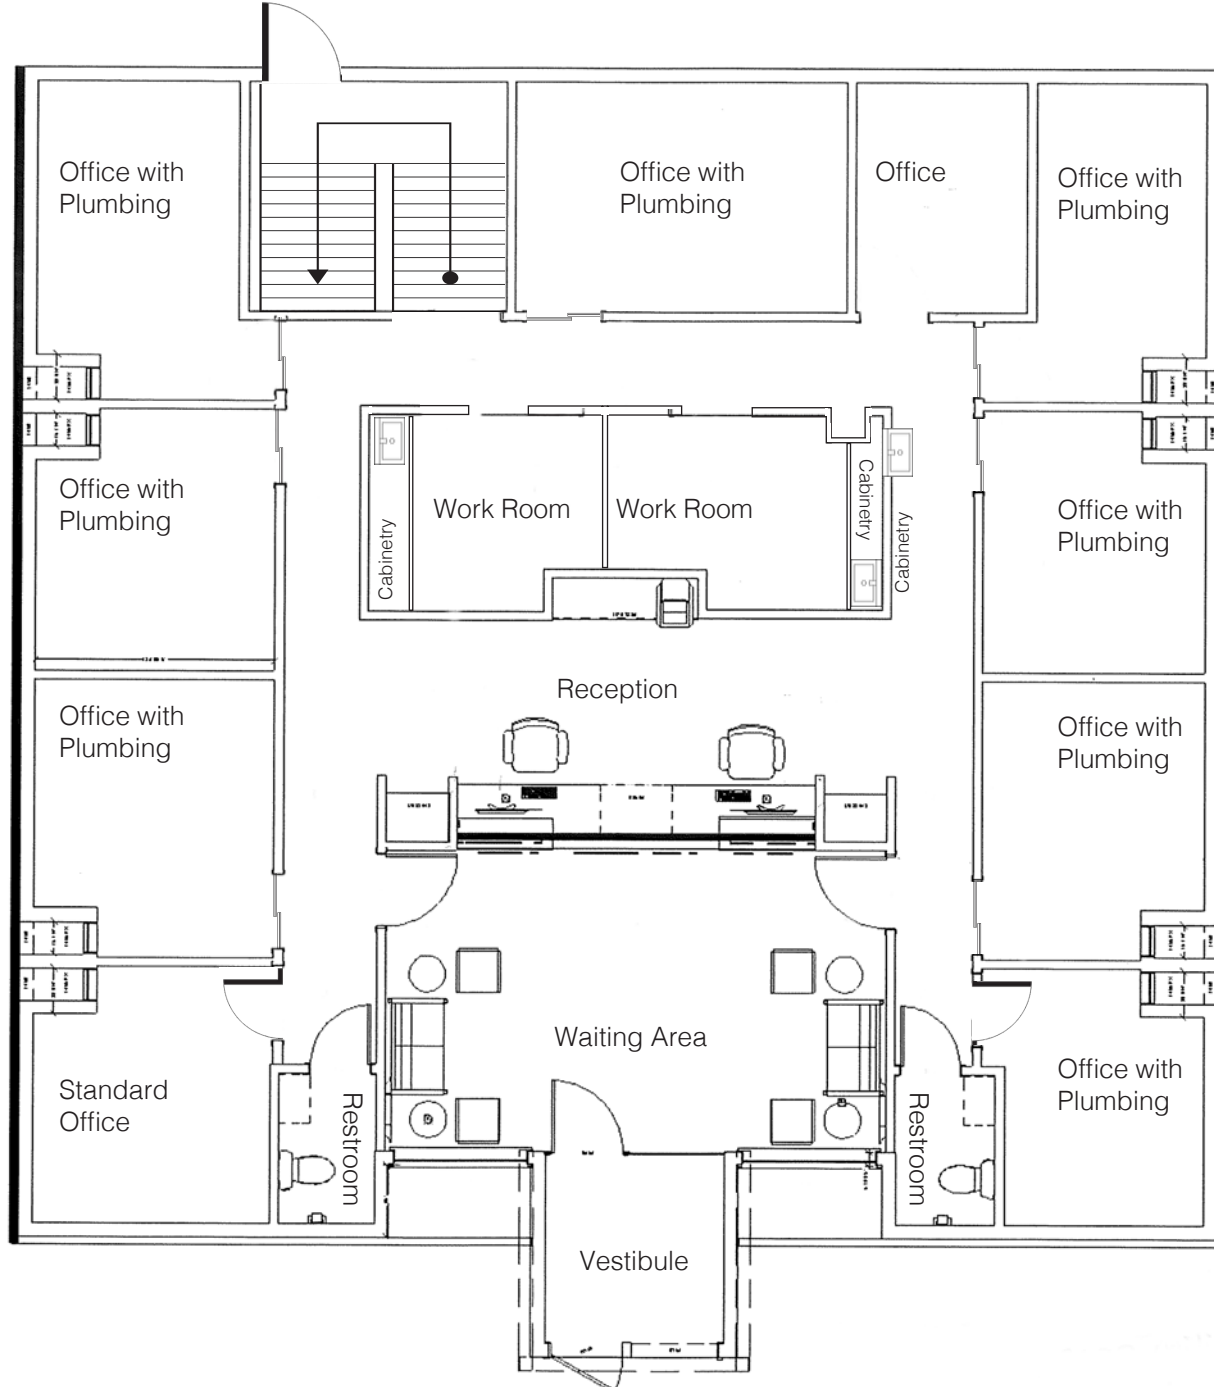 Office with
Plumbing
Office with
Plumbing
Office
Office with
Plumbing
Office with
Plumbing
Work Room
Work Room
Cabinetry
Cabinetry
Cabinetry
Office with
Plumbing
Reception
Office with
Plumbing
Office with
Plumbing
Waiting Area
Standard
Office
Restroom
Restroom
Office with
Plumbing
Vestibule